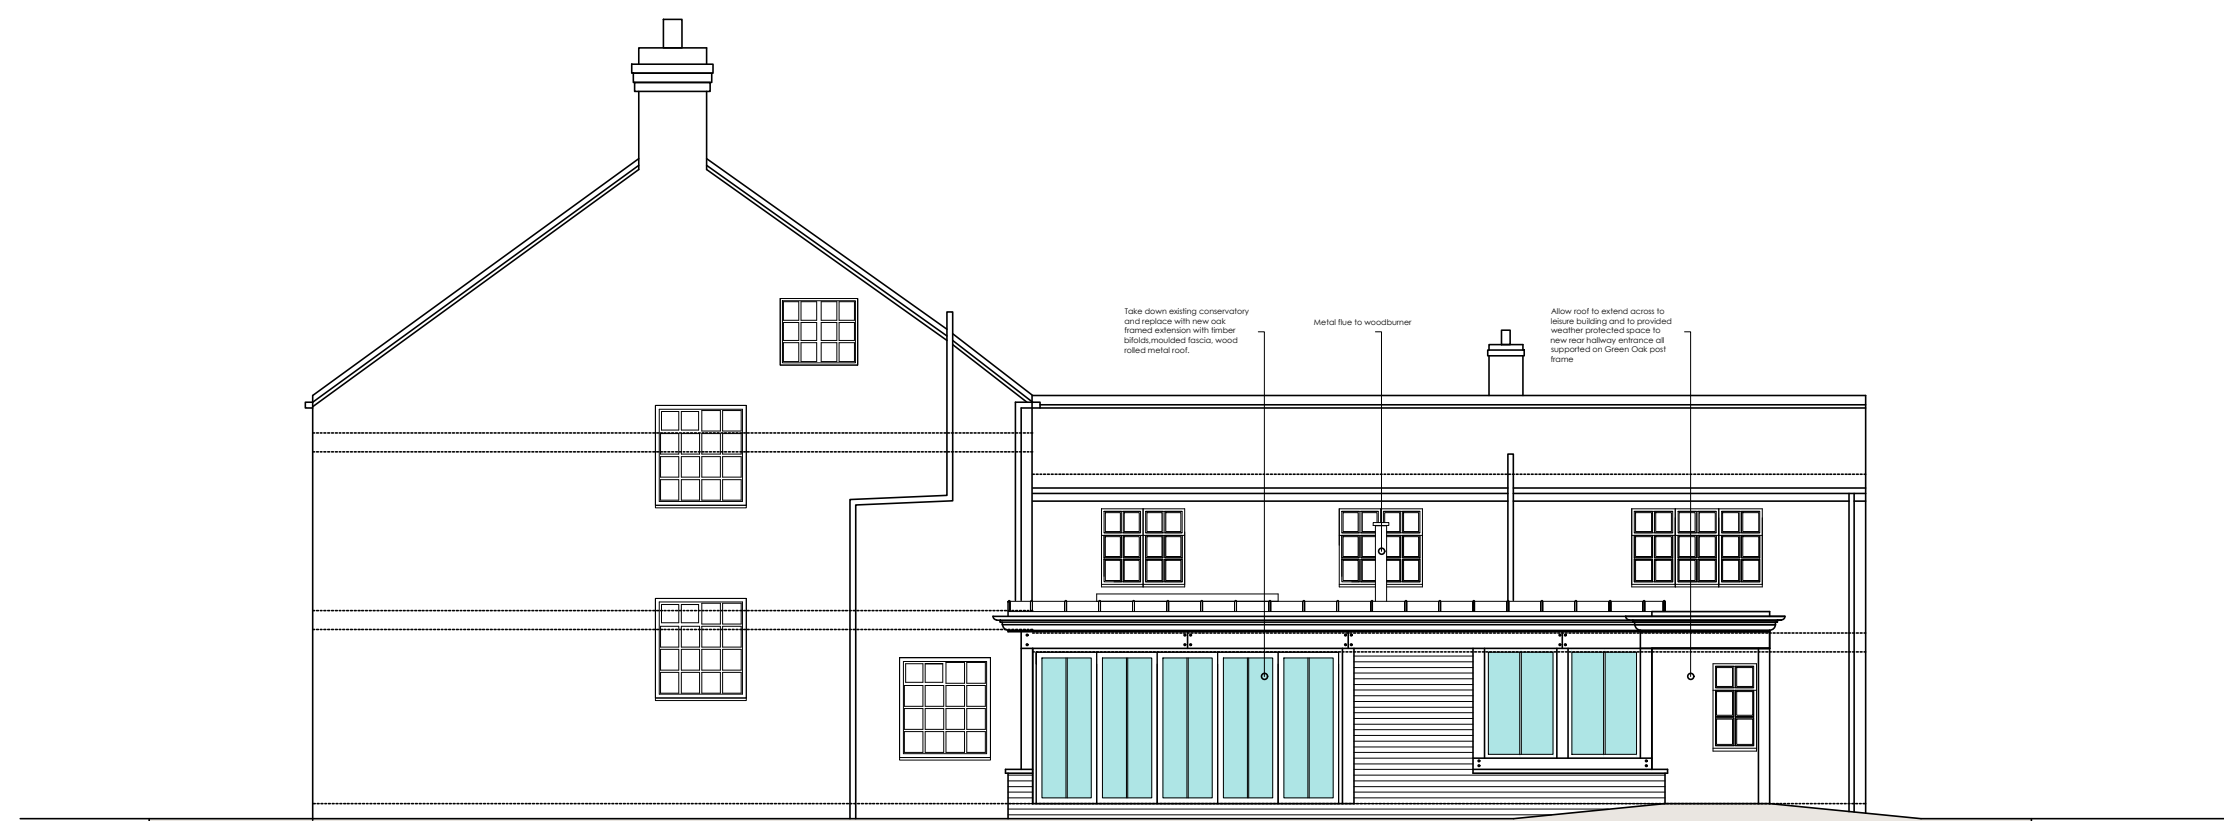 Take down existing conservatory
and replace with new oak
framed extension with timber
bifolds,moulded fascia, wood
rolled metal roof.
Metal flue to woodburner
Allow roof to extend across to
leisure building and to provided
weather protected space to
new rear hallway entrance all
supported on Green Oak post
frame